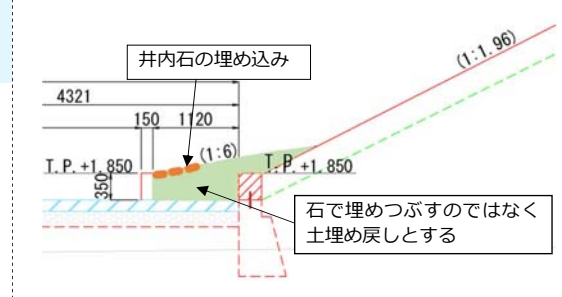 井内石の埋め込み
(1:1.96)
4321
150 1120
(1:6)
T.P.+1.850
T.P.+1.850
350
石で埋めつぶすのではなく
土埋め戻しとする